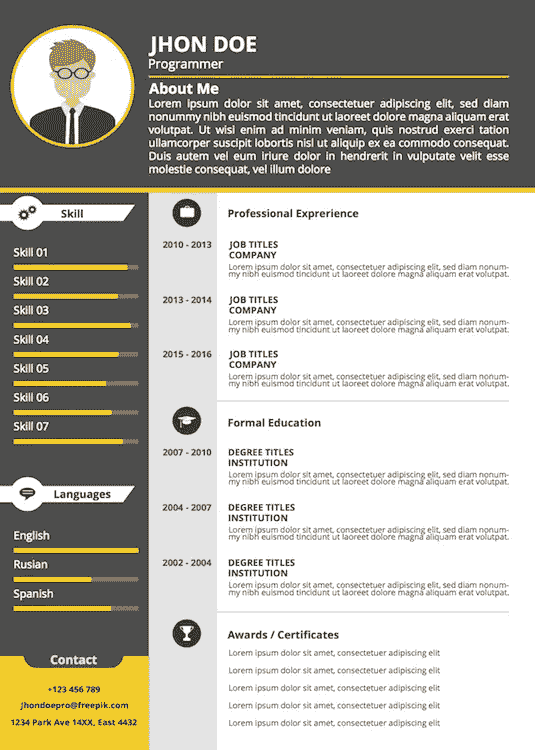 JHON DOE
Programmer
About Me
Lorem ipsum dolor sit amet, consectetuer adipiscing elit, sed diam
nonummy nibh euismod tincidunt ut laoreet dolore magna aliquam erat
volutpat. Ut wisi enim ad minim veniam, quis nostrud exerci tation
ullamcorper suscipit lobortis nisl ut aliquip ex ea commodo consequat.
Duis autem vel eum iriure dolor in hendrerit in vulputate velit esse
molestie consequat, vel illum dolore
Skill
Skill 01
Skill 02
Skill 03
Skill 04
Skill 05
Skill 06
Skill 07
Languages
English
Rusian
Spanish
Contact
+123 456 789
Jhondoepro@freepik.com
1234 Park Ave 14XX, East 4432
Professional Exprerience
2010 - 2013 JOB TITLES
COMPANY
Lorem ipsum dolor sit amet, consectetuer adipiscing elit, sed diam nonum-
my nibh euismod tincidunt ut laoreet dolore magna aliquam erat volutpat.
2013 - 2014 JOB TITLES
COMPANY
Lorem ipsum dolor sit amet, consectetuer adipiscing elit, sed diam nonum-
my nibh euismod tincidunt ut laoreet dolore magna aliquam erat volutpat.
2015 - 2016 JOB TITLES
COMPANY
Lorem ipsum dolor sit amet, consectetuer adipiscing elit, sed diam nonum-
my nibh euismod tincidunt ut laoreet dolore magna aliquam erat volutpat.
Formal Education
2007 - 2010 DEGREE TITLES
INSTITUTION
Lorem ipsum dolor sit amet, consectetuer adipiscing elit, sed diam nonum-
my nibh euismod tincidunt ut laoreet dolore magna aliquam erat volutpat.
2004 - 2007 DEGREE TITLES
INSTITUTION
Lorem ipsum dolor sit amet, consectetuer adipiscing elit, sed diam nonum-
my nibh euismod tincidunt ut laoreet dolore magna aliquam erat volutpat.
2002 - 2004 DEGREE TITLES
INSTITUTION
Lorem ipsum dolor sit amet, consectetuer adipiscing elit, sed diam nonum-
my nibh euismod tincidunt ut laoreet dolore magna aliquam erat volutpat.
Awards / Certificates
Lorem ipsum dolor sit amet, consectetuer adipiscing elit
Lorem ipsum dolor sit amet, consectetuer adipiscing elit
Lorem ipsum dolor sit amet, consectetuer adipiscing elit
Lorem ipsum dolor sit amet, consectetuer adipiscing elit
Lorem ipsum dolor sit amet, consectetuer adipiscing elit